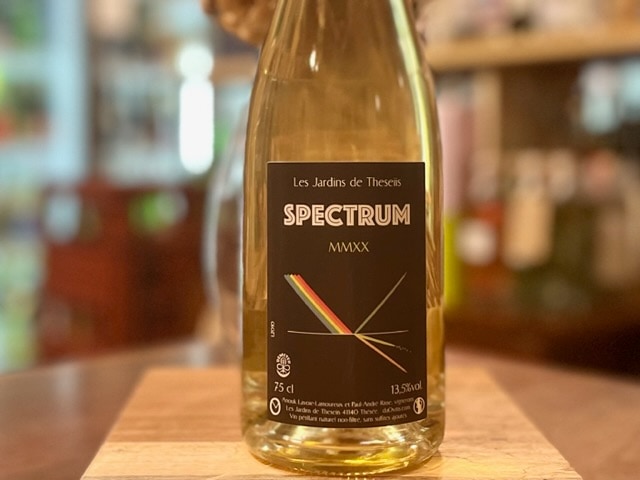 Les Jardins de Theseiis
SPECTRUM
MMXX
75 cl
13,5%vol.
Anouk Lavoie-Lamoureux et Paul-André Risse, vignerons
Les Jardins de Theseiis 41140 Thésée
Vin pétillant naturel non-filtré, sans sulfites ajoutés